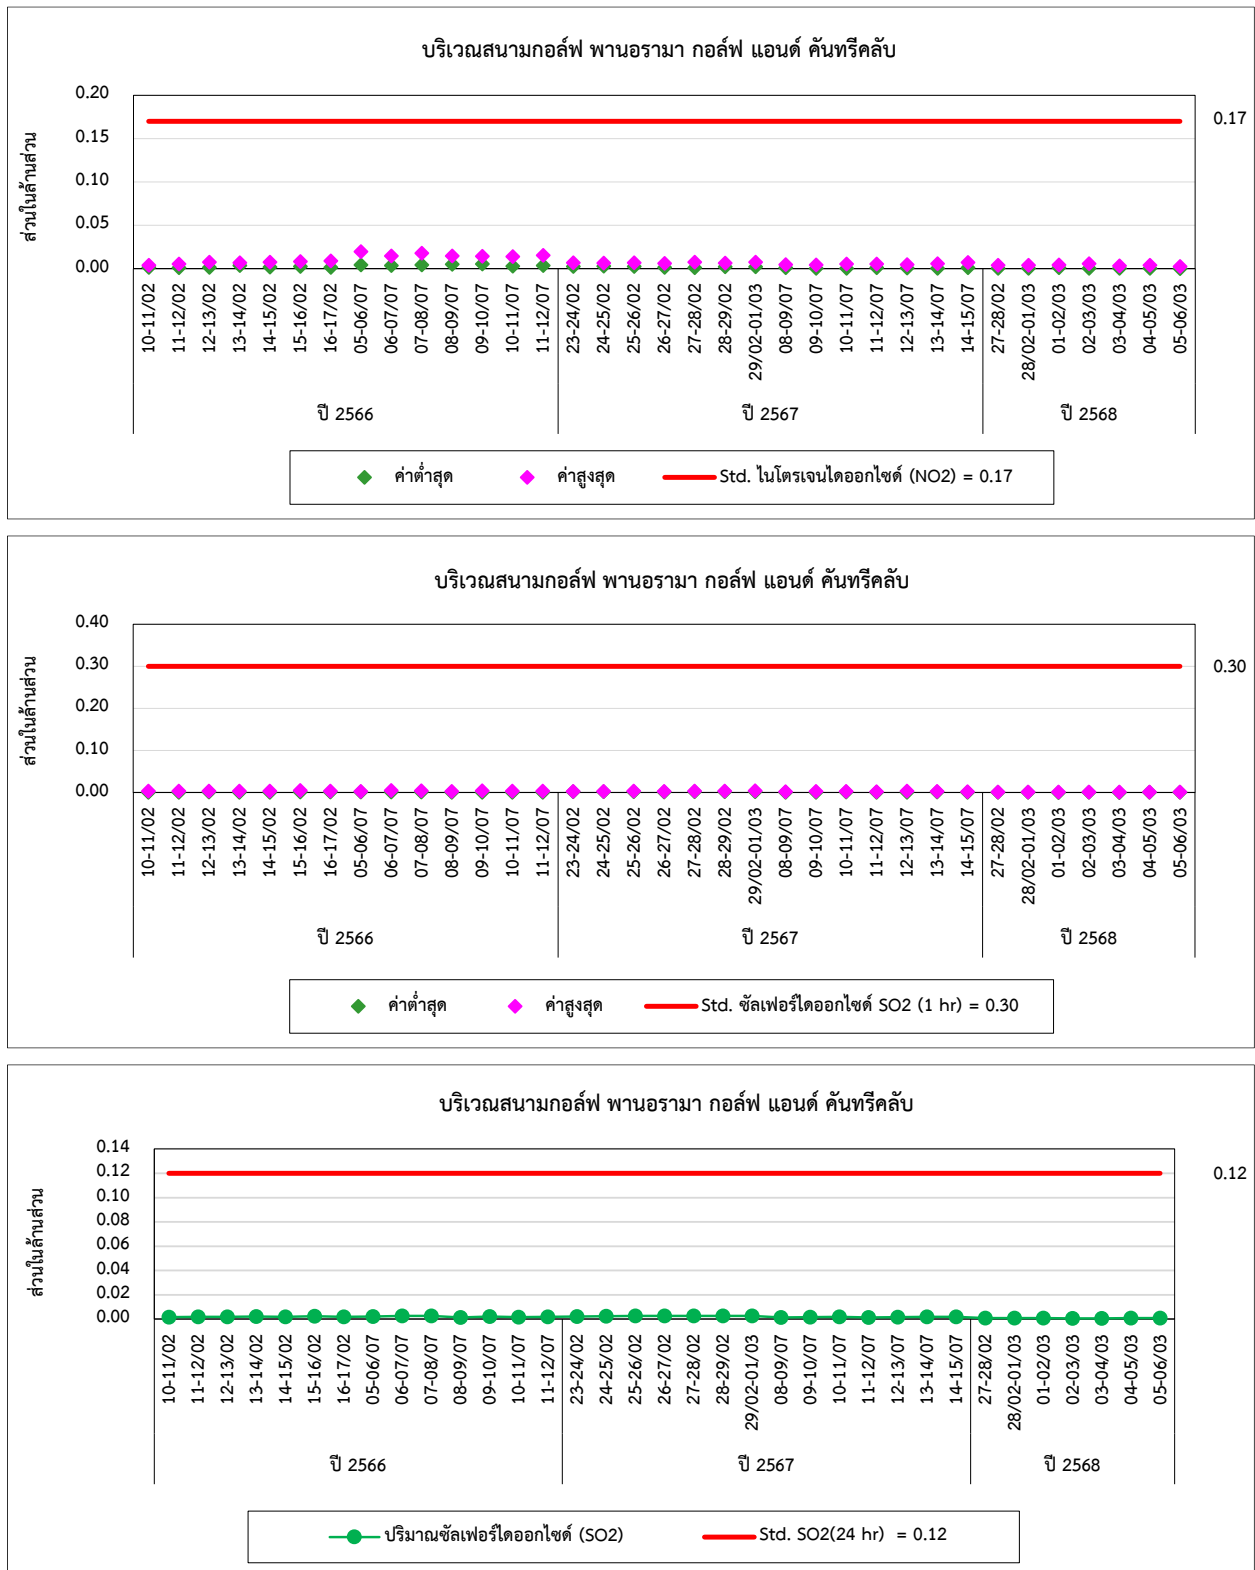 บริเวณสนามกอล์ฟ พานอรามา กอล์ฟ แอนด์ คันทรีคลับ
ส่วนในล้านส่วน
0.20
0.15
0.10
0.05
0.00
0.17
10-11/02 11-12/02 12-13/02 13-14/02 14-15/02 15-16/02 16-17/02 05-06/07 06-07/07 07-08/07 08-09/07 09-10/07 10-11/07 11-12/07 23-24/02 24-25/02 25-26/02 26-27/02 27-28/02 28-29/02 29/02-01/03 08-09/07 09-10/07 10-11/07 11-12/07 12-13/07 13-14/07 14-15/07 27-28/02 28/02-01/03 01-02/03 02-03/03 03-04/03 04-05/03 05-06/03
ปี 2566 ปี 2567 ปี 2568
ค่าต่ำสุด ค่าสูงสุด Std. ไนโตรเจนไดออกไซด์ (NO2) = 0.17
บริเวณสนามกอล์ฟ พานอรามา กอล์ฟ แอนด์ คันทรีคลับ
ส่วนในล้านส่วน
0.40
0.30
0.20
0.10
0.00
0.30
10-11/02 11-12/02 12-13/02 13-14/02 14-15/02 15-16/02 16-17/02 05-06/07 06-07/07 07-08/07 08-09/07 09-10/07 10-11/07 11-12/07 23-24/02 24-25/02 25-26/02 26-27/02 27-28/02 28-29/02 29/02-01/03 08-09/07 09-10/07 10-11/07 11-12/07 12-13/07 13-14/07 14-15/07 27-28/02 28/02-01/03 01-02/03 02-03/03 03-04/03 04-05/03 05-06/03
ปี 2566 ปี 2567 ปี 2568
ค่าต่ำสุด ค่าสูงสุด Std. ซัลเฟอร์ไดออกไซด์ SO2 (1 hr) = 0.30
บริเวณสนามกอล์ฟ พานอรามา กอล์ฟ แอนด์ คันทรีคลับ
ส่วนในล้านส่วน
0.14
0.12
0.10
0.08
0.06
0.04
0.02
0.00
0.12
10-11/02 11-12/02 12-13/02 13-14/02 14-15/02 15-16/02 16-17/02 05-06/07 06-07/07 07-08/07 08-09/07 09-10/07 10-11/07 11-12/07 23-24/02 24-25/02 25-26/02 26-27/02 27-28/02 28-29/02 29/02-01/03 08-09/07 09-10/07 10-11/07 11-12/07 12-13/07 13-14/07 14-15/07 27-28/02 28/02-01/03 01-02/03 02-03/03 03-04/03 04-05/03 05-06/03
ปี 2566 ปี 2567 ปี 2568
ปริมาณซัลเฟอร์ไดออกไซด์ (SO2) Std. SO2(24 hr) = 0.12